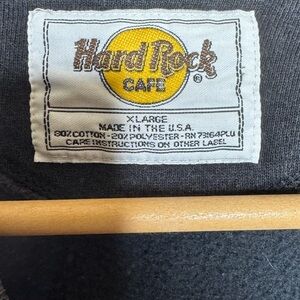 Hard Rock
CAFE
®
XLARGE
MADE IN THE U.S.A.
80% COTTON - 20% POLYESTER - RN 73164PLU
CARE INSTRUCTIONS ON OTHER LABEL